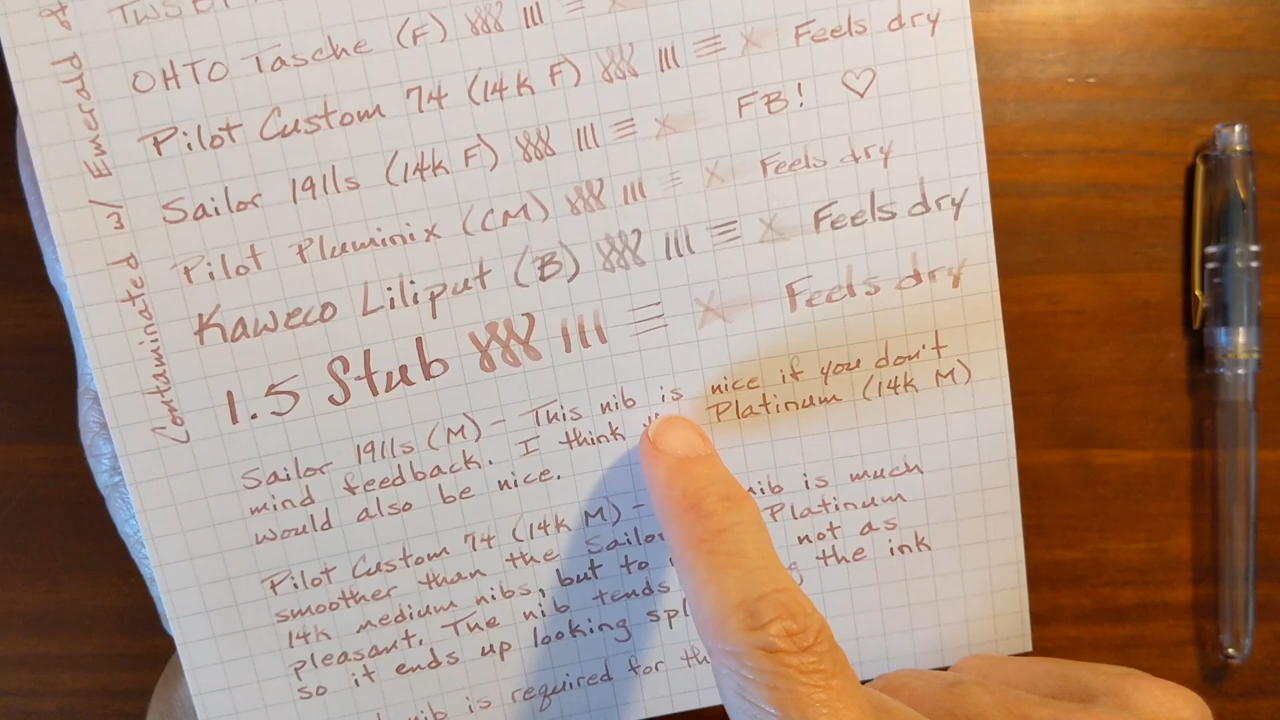 OHTO Tasche (F)
Pilot Custom 74 (14k F) Feels dry
Sailor 1911s (14k F) FB! ♡
Pilot Pluminix (CM) Feels dry
Kaweco Liliput (B) Feels dry
1.5 Stub Feels dry
Sailor 1911s (M) - This nib is nice if you don't
mind feedback. I think Platinum (14k M)
would also be nice.
Pilot Custom 74 (14k M) - nib is much
smoother than the Sailor Platinum
14k medium nibs, but to not as
pleasant. The nib tends the ink
so it ends up looking
nib is required for
Contaminated w/ Emerald of